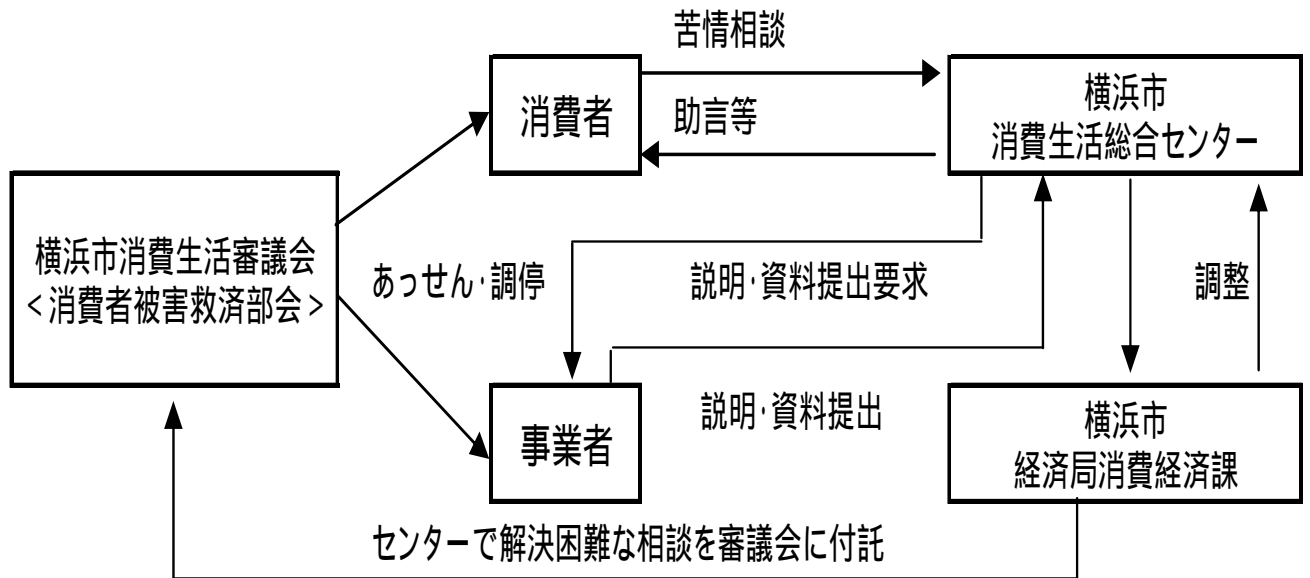 苦情相談
消費者
助言等
横浜市
消費生活総合センター
横浜市消費生活審議会
<消費者被害救済部会>
あっせん・調停
説明・資料提出要求
調整
事業者
説明・資料提出
横浜市
経済局消費経済課
センターで解決困難な相談を審議会に付託